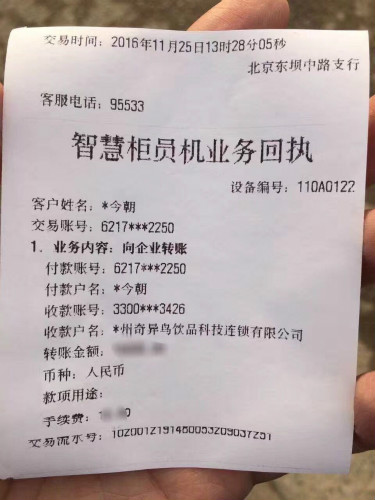 交易时间：2016年11月25日13时28分05秒
北京东坝中路支行
客服电话：95533
智慧柜员机业务回执
设备编号：110A0122
客户姓名：*今朝
交易账号：6217***2250
1、业务内容：向企业转账
付款账号：6217***2250
付款户名：*今朝
收款账号：3300***3426
收款户名：*州奇异鸟饮品科技连锁有限公司
转账金额：
币种：人民币
款项用途：
手续费：
交易流水号：1020012191480053209037251